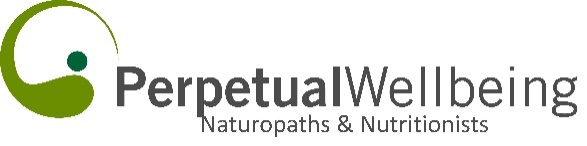 PerpetualWellbeing
Naturopaths & Nutritionists